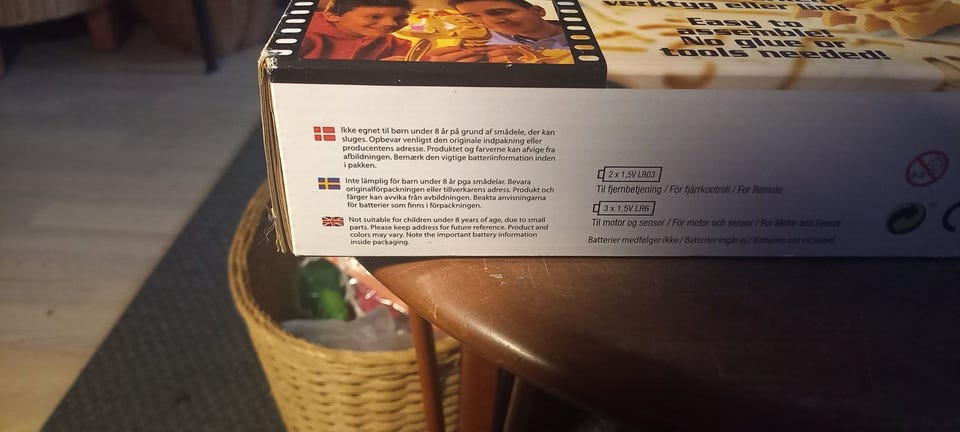 verktyg eller lim!
Easy to
assemble!
No glue or
tools needed!
Ikke egnet til børn under 8 år på grund af smådele, der kan
sluges. Opbevar venligst den originale indpakning eller
producentens adresse. Produktet og farverne kan afvige fra
afbildningen. Bemærk den vigtige batteriinformation inden
i pakken.
Inte lämplig för barn under 8 år pga smådelar. Bevara
originalförpackningen eller tillverkarens adress. Produkt och
färger kan avvika från avbildningen. Beakta anvisningarna
för batterier som finns i förpackningen.
Not suitable for children under 8 years of age, due to small
parts. Please keep address for future reference. Product and
colors may vary. Note the important battery information
inside packaging.
2 x 1,5V LR03
Til fjernbetjening / För fjärrkontroll / For Remote
3 x 1,5V LR6
Til motor og sensor / För motor och sensor / For Motor and Sensor
Batterier medfølger ikke / Batterier ingår ej / Batteries not included